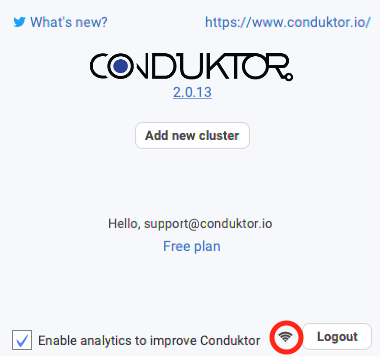 What's new?
https://www.conduktor.io/
CONDUKTOR
2.0.13
Add new cluster
Hello, support@conduktor.io
Free plan
Enable analytics to improve Conduktor
Logout